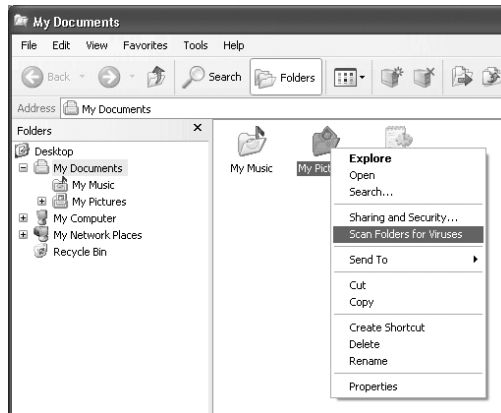 My Documents
File Edit View Favorites Tools Help
Back Search Folders
Address My Documents
Folders x
Desktop
My Documents
My Music
My Pictures
My Computer
My Network Places
Recycle Bin
My Music
Explore
Open
Search...
Sharing and Security...
Scan Folders for Viruses
Send To
Cut
Copy
Create Shortcut
Delete
Rename
Properties